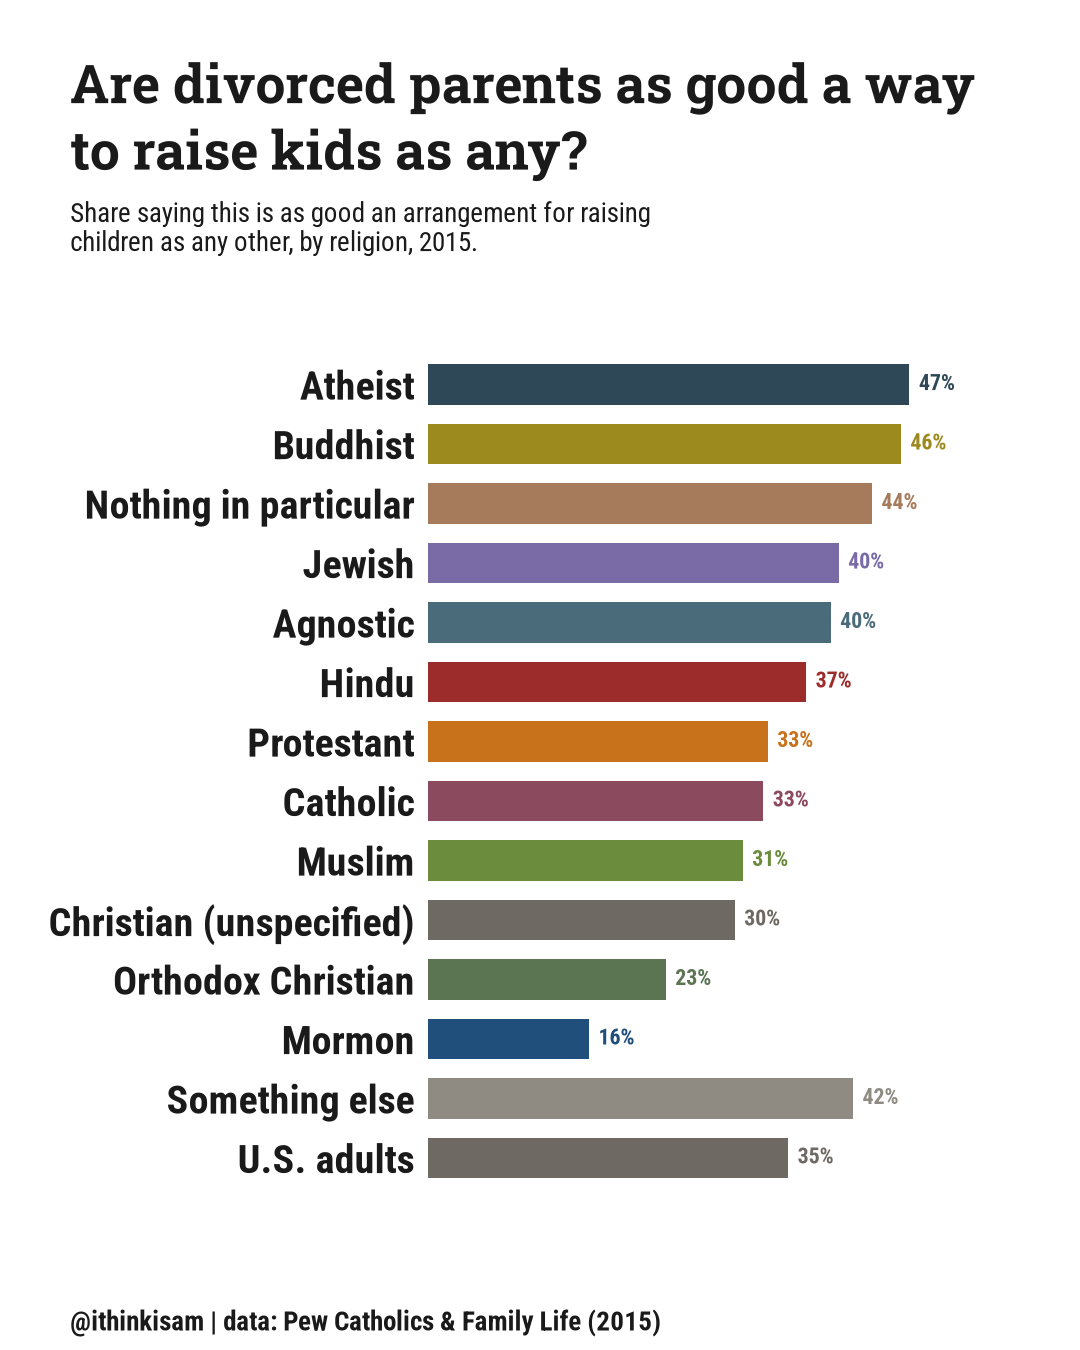 Are divorced parents as good a way
to raise kids as any?
Share saying this is as good an arrangement for raising
children as any other, by religion, 2015.
Atheist 47%
Buddhist 46%
Nothing in particular 44%
Jewish 40%
Agnostic 40%
Hindu 37%
Protestant 33%
Catholic 33%
Muslim 31%
Christian (unspecified) 30%
Orthodox Christian 23%
Mormon 16%
Something else 42%
U.S. adults 35%
@ithinkisam | data: Pew Catholics & Family Life (2015)